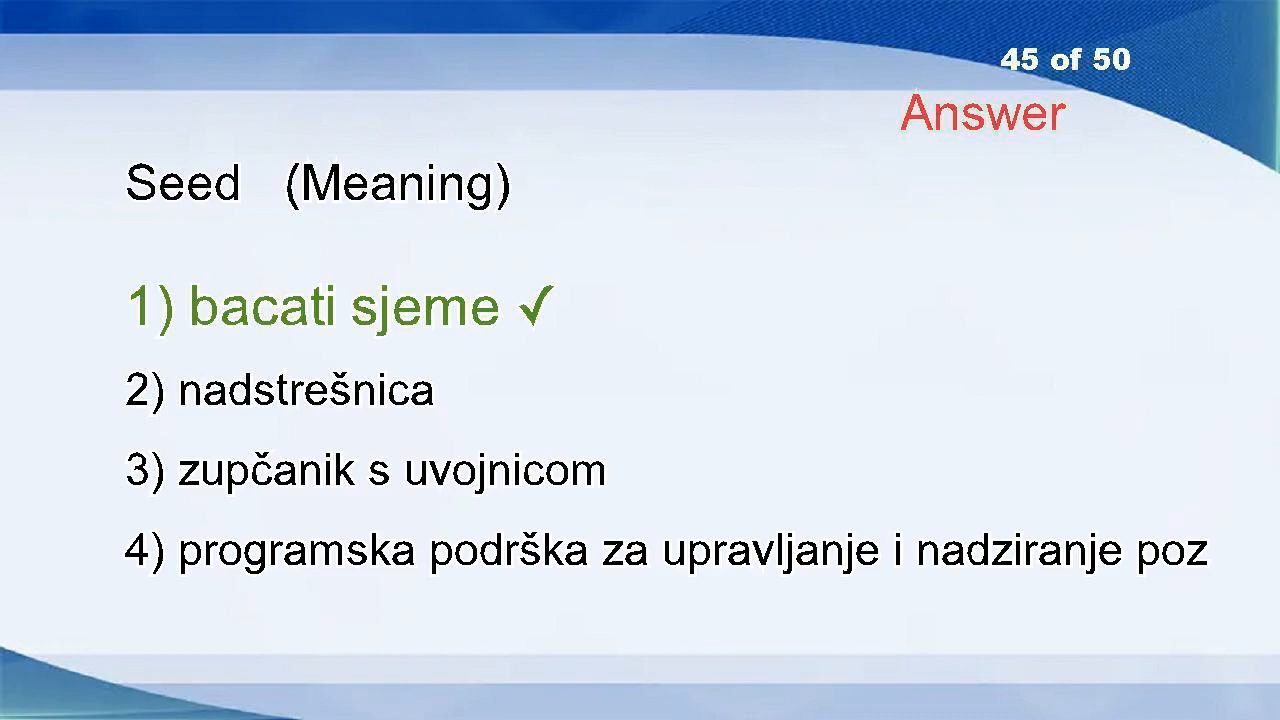 45 of 50
Answer
Seed (Meaning)
1) bacati sjeme ✓
2) nadstrešnica
3) zupčanik s uvojnicom
4) programska podrška za upravljanje i nadziranje poz